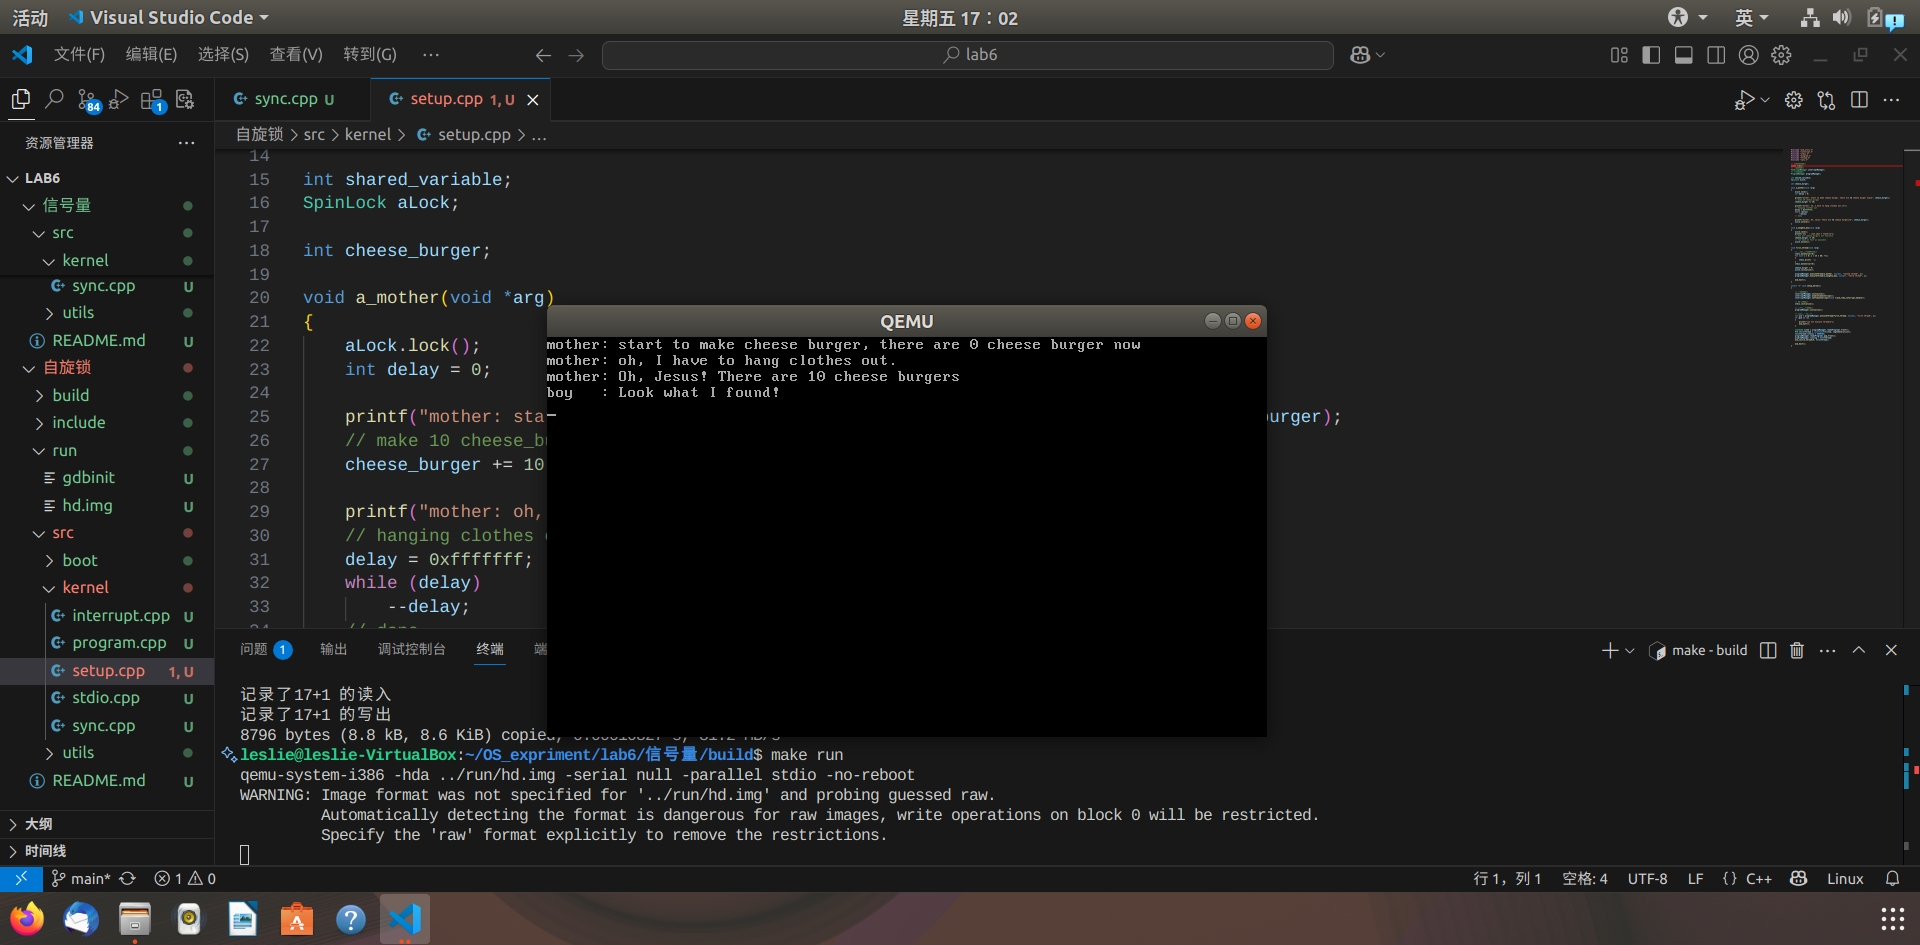 活动
Visual Studio Code
星期五 17：02
英
文件(F) 编辑(E) 选择(S) 查看(V) 转到(G) ···
lab6
84
1
sync.cpp U
setup.cpp 1, U
自旋锁 > src > kernel > setup.cpp > ...
资源管理器
LAB6
信号量
src
kernel
sync.cpp U
utils
README.md U
自旋锁
build
include
run
gdbinit U
hd.img U
src
boot
kernel
interrupt.cpp U
program.cpp U
setup.cpp 1, U
stdio.cpp U
sync.cpp U
utils
README.md U
大纲
时间线
14
15 int shared_variable;
16 SpinLock aLock;
17
18 int cheese_burger;
19
20 void a_mother(void *arg)
21 {
22 aLock.lock();
23 int delay = 0;
24
25 printf("mother: sta
urger);
26 // make 10 cheese_b
27 cheese_burger += 10
28
29 printf("mother: oh,
30 // hanging clothes
31 delay = 0xfffffff;
32 while (delay)
33 --delay;
QEMU
mother: start to make cheese burger, there are 0 cheese burger now
mother: oh, I have to hang clothes out.
mother: Oh, Jesus! There are 10 cheese burgers
boy   : Look what I found!
问题 1 输出 调试控制台 终端 端
make - build
记录了17+1 的读入
记录了17+1 的写出
8796 bytes (8.8 kB, 8.6 KiB) copied,
leslie@leslie-VirtualBox:~/OS_expriment/lab6/信号量/build$ make run
qemu-system-i386 -hda ../run/hd.img -serial null -parallel stdio -no-reboot
WARNING: Image format was not specified for '../run/hd.img' and probing guessed raw.
Automatically detecting the format is dangerous for raw images, write operations on block 0 will be restricted.
Specify the 'raw' format explicitly to remove the restrictions.
main* 1 0
行 1，列 1 空格: 4 UTF-8 LF {} C++ Linux